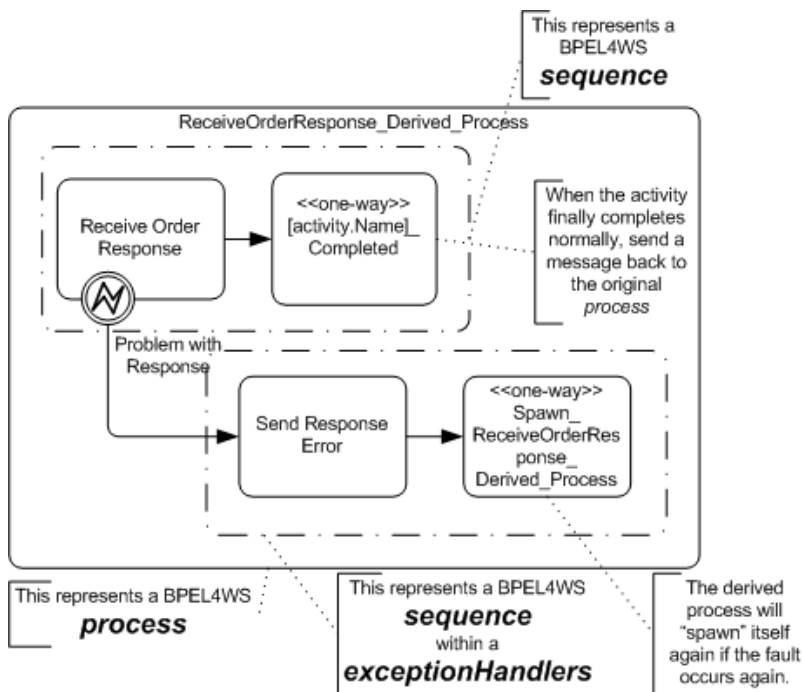 This represents a
BPEL4WS
sequence
ReceiveOrderResponse_Derived_Process
Receive Order
Response
<<one-way>>
[activity.Name]_
Completed
When the activity
finally completes
normally, send a
message back to
the original
process
Problem with
Response
Send Response
Error
<<one-way>>
Spawn_
ReceiveOrderRes
ponse_
Derived_Process
This represents a BPEL4WS
process
This represents a BPEL4WS
sequence
within a
exceptionHandlers
The derived
process will
"spawn" itself
again if the fault
occurs again.